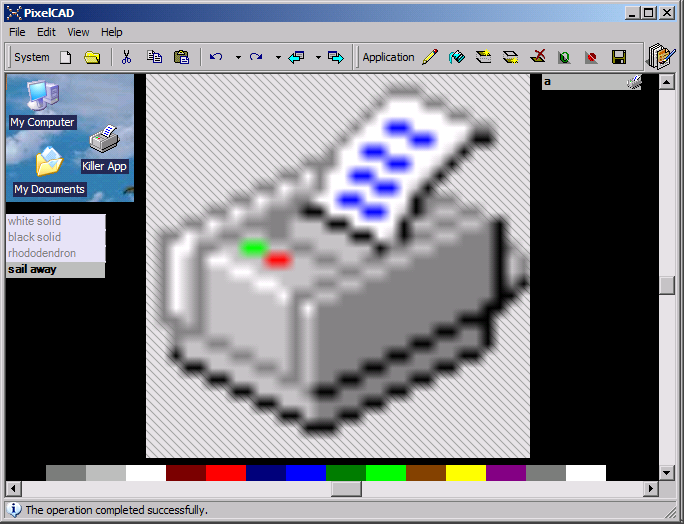 PixelCAD
File Edit View Help
System Application
a
My Computer
Killer App
My Documents
white solid
black solid
rhododendron
sail away
The operation completed successfully.